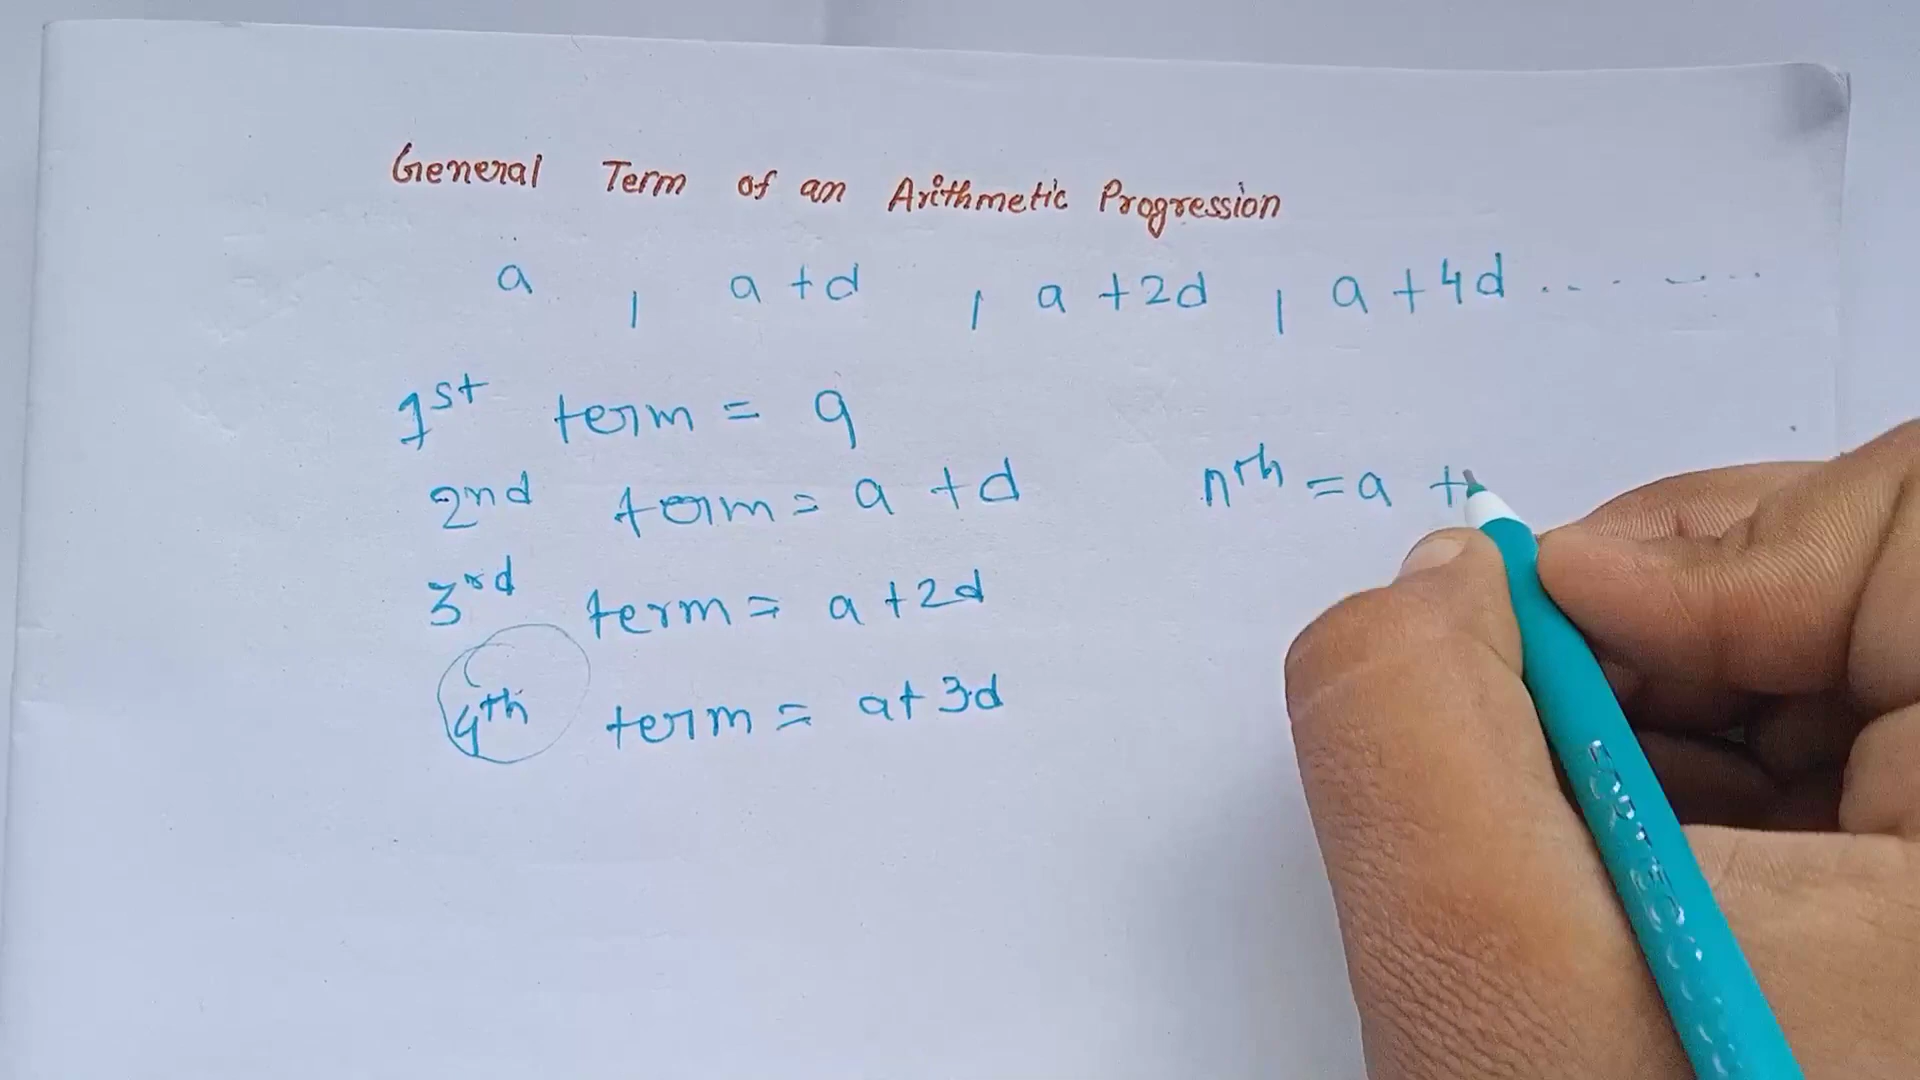 General Term of an Arithmetic Progression
a , a + d , a + 2d , a + 4d ... ....
1st term = a
2nd term = a + d
nth = a +
3rd term = a + 2d
4th term = a + 3d